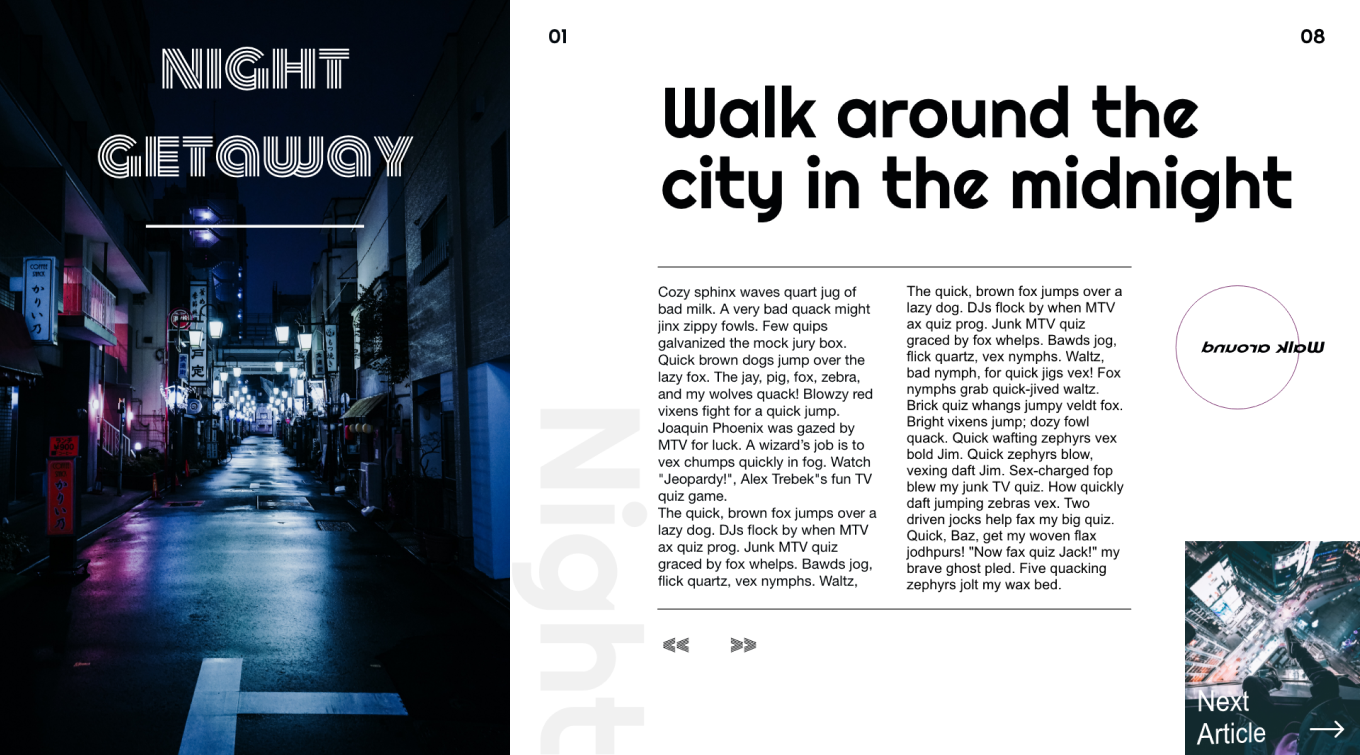 NIGHT
GETAWAY
COFFEE
かりい乃
かりい乃
01
08
Walk around the
city in the midnight
Cozy sphinx waves quart jug of
bad milk. A very bad quack might
jinx zippy fowls. Few quips
galvanized the mock jury box.
Quick brown dogs jump over the
lazy fox. The jay, pig, fox, zebra,
and my wolves quack! Blowzy red
vixens fight for a quick jump.
Joaquin Phoenix was gazed by
MTV for luck. A wizard's job is to
vex chumps quickly in fog. Watch
"Jeopardy!", Alex Trebek"s fun TV
quiz game.
The quick, brown fox jumps over a
lazy dog. DJs flock by when MTV
ax quiz prog. Junk MTV quiz
graced by fox whelps. Bawds jog,
flick quartz, vex nymphs. Waltz,
The quick, brown fox jumps over a
lazy dog. DJs flock by when MTV
ax quiz prog. Junk MTV quiz
graced by fox whelps. Bawds jog,
flick quartz, vex nymphs. Waltz,
bad nymph, for quick jigs vex! Fox
nymphs grab quick-jived waltz.
Brick quiz whangs jumpy veldt fox.
Bright vixens jump; dozy fowl
quack. Quick wafting zephyrs vex
bold Jim. Quick zephyrs blow,
vexing daft Jim. Sex-charged fop
blew my junk TV quiz. How quickly
daft jumping zebras vex. Two
driven jocks help fax my big quiz.
Quick, Baz, get my woven flax
jodhpurs! "Now fax quiz Jack!" my
brave ghost pled. Five quacking
zephyrs jolt my wax bed.
Walk around
Night
<< >>
Next
Article